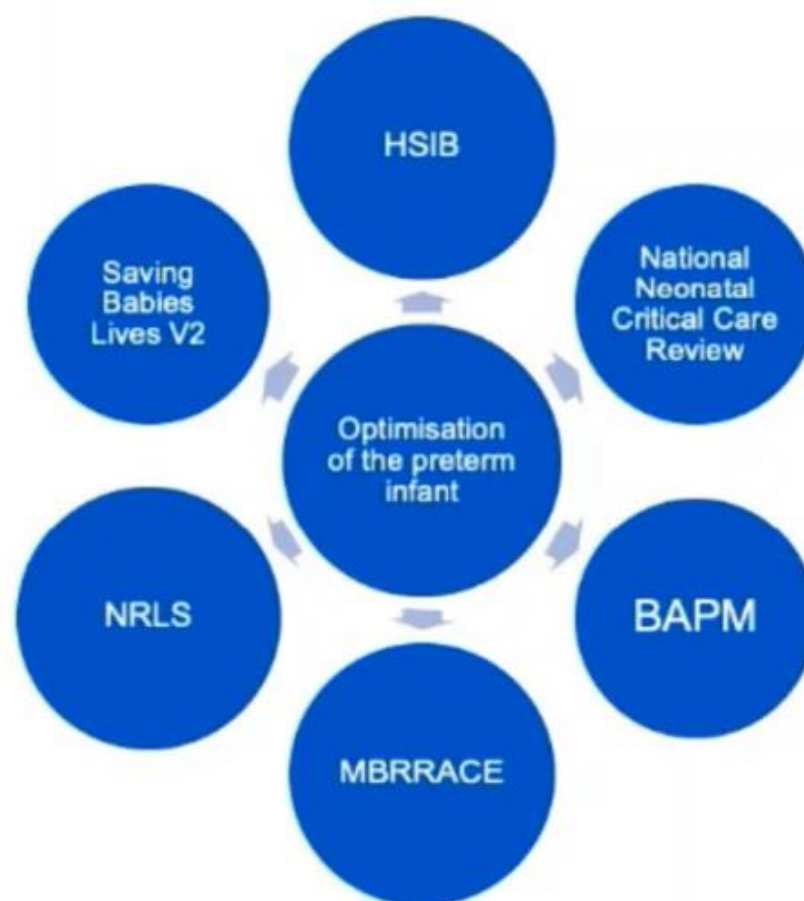 HSIB
National
Neonatal
Critical Care
Review
BAPM
MBRRACE
NRLS
Saving
Babies
Lives V2
Optimisation
of the preterm
infant